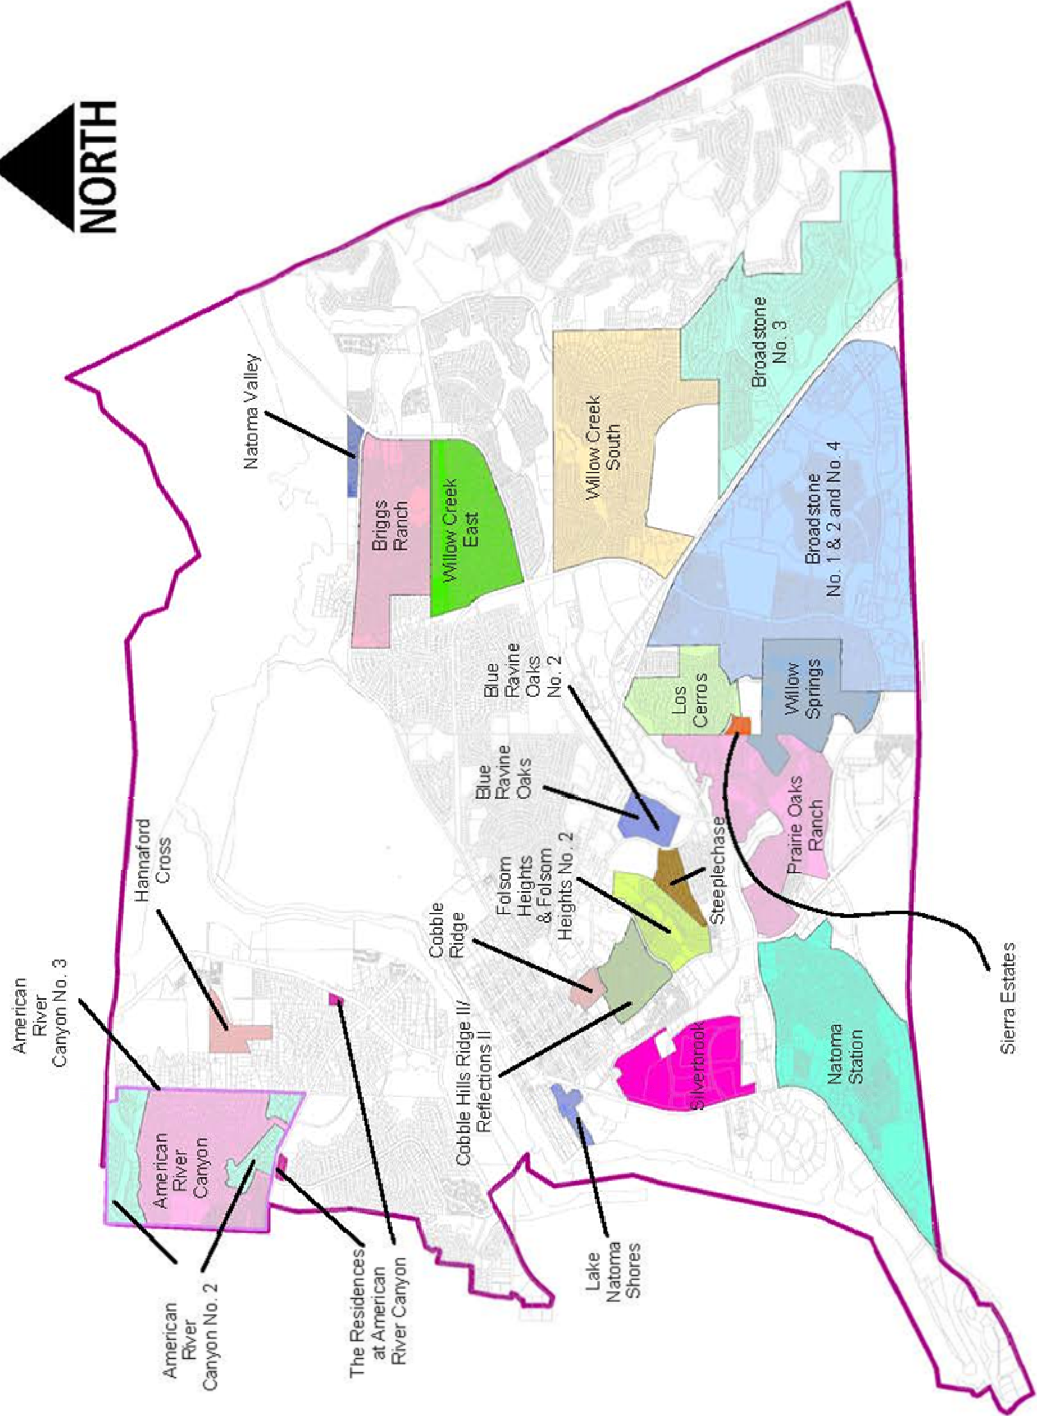 NORTH
American
River
Canyon No. 3
Hannaford
Cross
Natoma Valley
American
River
Canyon
American
River
Canyon No. 2
The Residences
at American
River Canyon
Briggs
Ranch
Willow Creek
East
Willow Creek
South
Broadstone
No. 3
Broadstone
No. 1 & 2 and No. 4
Blue
Ravine
Oaks
No. 2
Blue
Ravine
Oaks
Folsom
Heights
& Folsom
Heights No. 2
Cobble
Ridge
Cobble Hills Ridge II/
Reflections II
Lake
Natoma
Shores
Silverbrook
Steeplechase
Los
Cerros
Willow
Springs
Prairie Oaks
Ranch
Natoma
Station
Sierra Estates